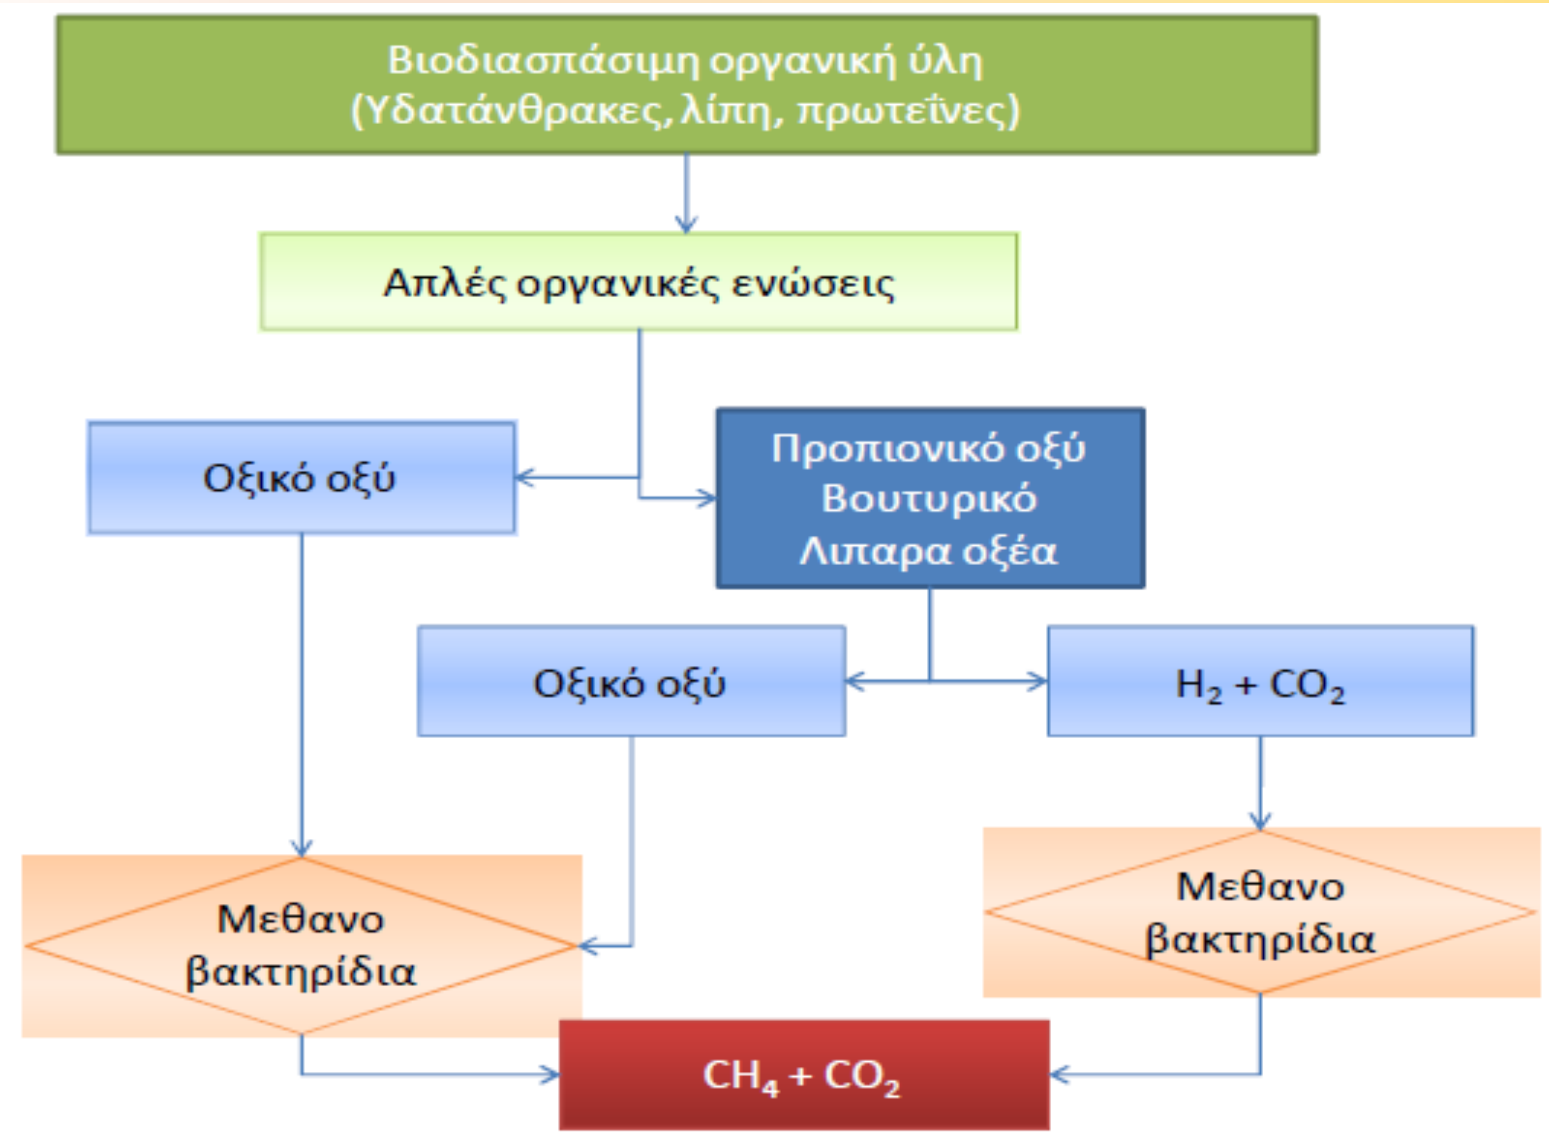 Βιοδιασπάσιμη οργανική ύλη
(Υδατάνθρακες, λίπη, πρωτεΐνες)
Απλές οργανικές ενώσεις
Οξικό οξύ
Προπιονικό οξύ
Βουτυρικό
Λιπαρα οξέα
Οξικό οξύ
H₂ + CO₂
Μεθανο
βακτηρίδια
Μεθανο
βακτηρίδια
CH₄ + CO₂